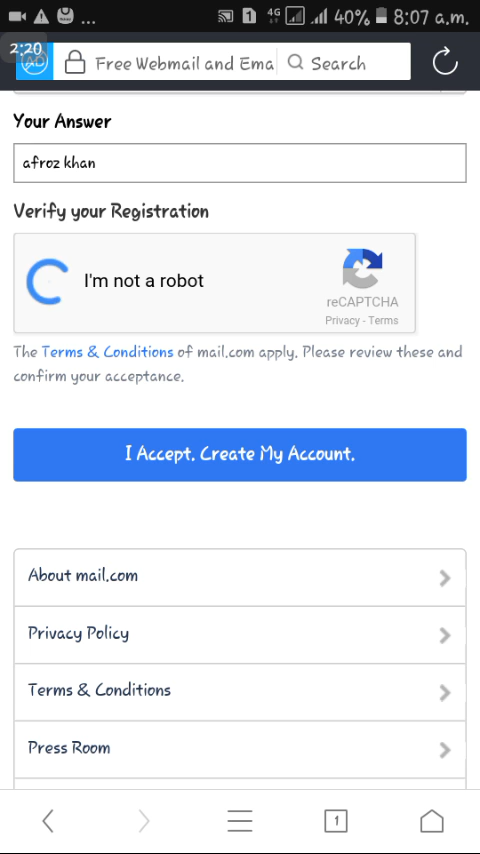 ... 1 4G 40% 8:07 a.m.
2:20
AD Free Webmail and Ema Search
Your Answer
afroz khan
Verify your Registration
I'm not a robot
reCAPTCHA
Privacy - Terms
The Terms & Conditions of mail.com apply. Please review these and
confirm your acceptance.
I Accept. Create My Account.
About mail.com
Privacy Policy
Terms & Conditions
Press Room
1